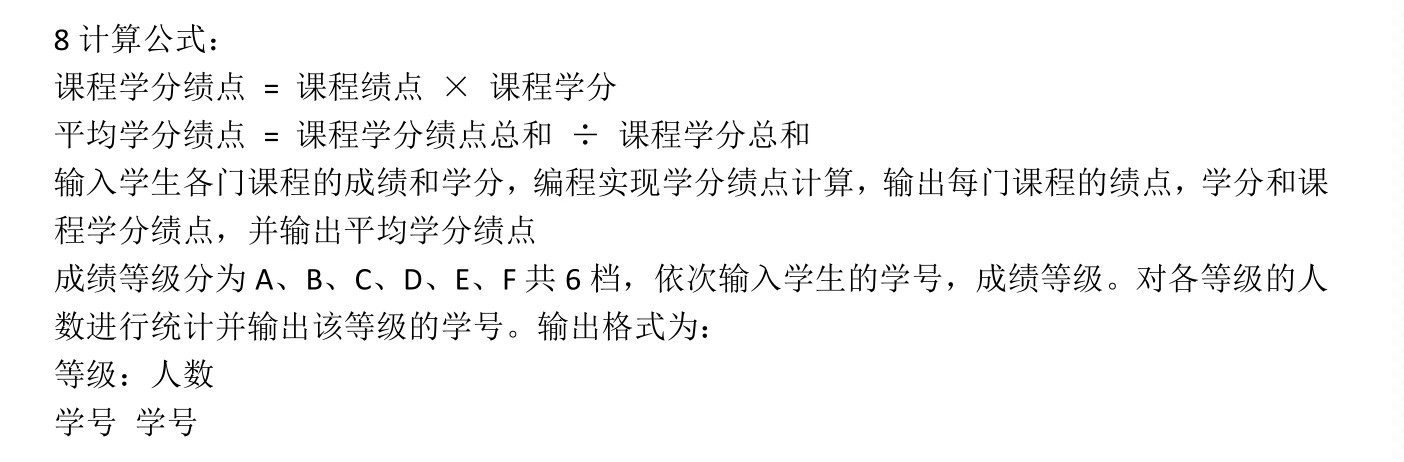 8 计算公式：
课程学分绩点 = 课程绩点 × 课程学分
平均学分绩点 = 课程学分绩点总和 ÷ 课程学分总和
输入学生各门课程的成绩和学分，编程实现学分绩点计算，输出每门课程的绩点，学分和课
程学分绩点，并输出平均学分绩点
成绩等级分为 A、B、C、D、E、F 共 6 档，依次输入学生的学号，成绩等级。对各等级的人
数进行统计并输出该等级的学号。输出格式为：
等级：人数
学号 学号